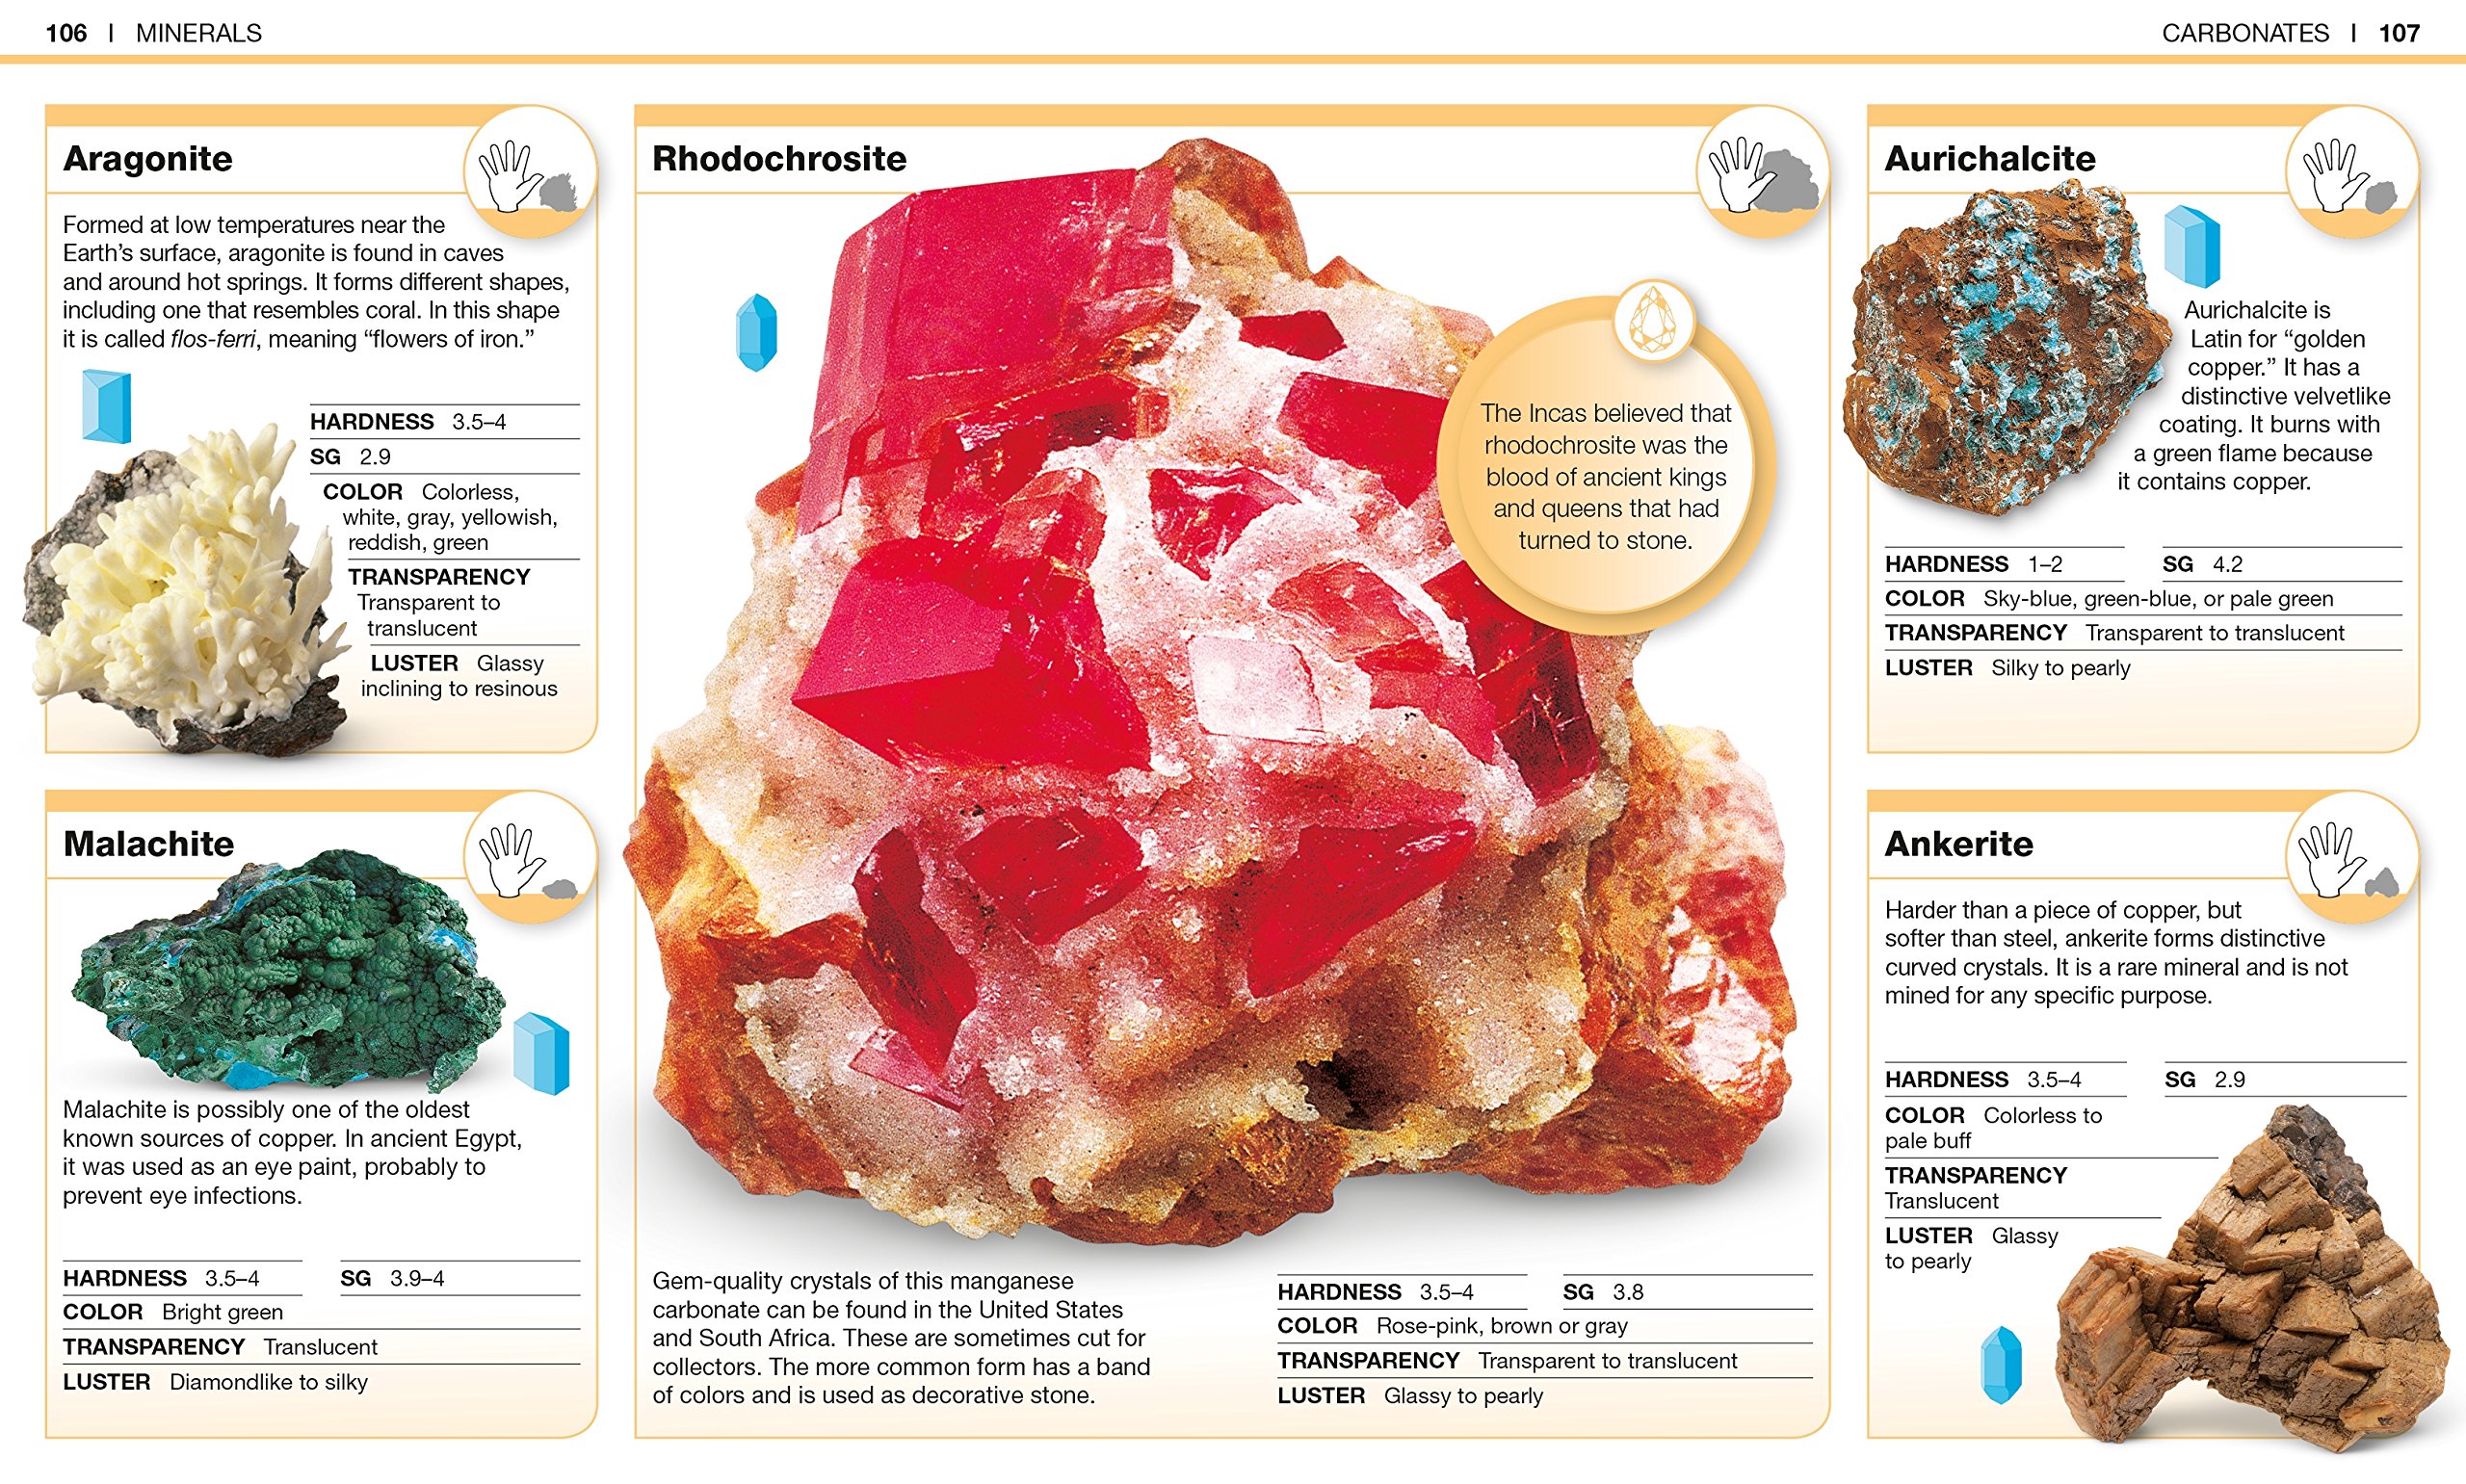 106 | MINERALS
CARBONATES | 107
Aragonite
Formed at low temperatures near the
Earth’s surface, aragonite is found in caves
and around hot springs. It forms different shapes,
including one that resembles coral. In this shape
it is called flos-ferri, meaning “flowers of iron.”
HARDNESS 3.5–4
SG 2.9
COLOR Colorless,
white, gray, yellowish,
reddish, green
TRANSPARENCY
Transparent to
translucent
LUSTER Glassy
inclining to resinous
Malachite
Malachite is possibly one of the oldest
known sources of copper. In ancient Egypt,
it was used as an eye paint, probably to
prevent eye infections.
HARDNESS 3.5–4 SG 3.9–4
COLOR Bright green
TRANSPARENCY Translucent
LUSTER Diamondlike to silky
Rhodochrosite
The Incas believed that
rhodochrosite was the
blood of ancient kings
and queens that had
turned to stone.
Gem-quality crystals of this manganese
carbonate can be found in the United States
and South Africa. These are sometimes cut for
collectors. The more common form has a band
of colors and is used as decorative stone.
HARDNESS 3.5–4 SG 3.8
COLOR Rose-pink, brown or gray
TRANSPARENCY Transparent to translucent
LUSTER Glassy to pearly
Aurichalcite
Aurichalcite is
Latin for “golden
copper.” It has a
distinctive velvetlike
coating. It burns with
a green flame because
it contains copper.
HARDNESS 1–2 SG 4.2
COLOR Sky-blue, green-blue, or pale green
TRANSPARENCY Transparent to translucent
LUSTER Silky to pearly
Ankerite
Harder than a piece of copper, but
softer than steel, ankerite forms distinctive
curved crystals. It is a rare mineral and is not
mined for any specific purpose.
HARDNESS 3.5–4 SG 2.9
COLOR Colorless to
pale buff
TRANSPARENCY
Translucent
LUSTER Glassy
to pearly